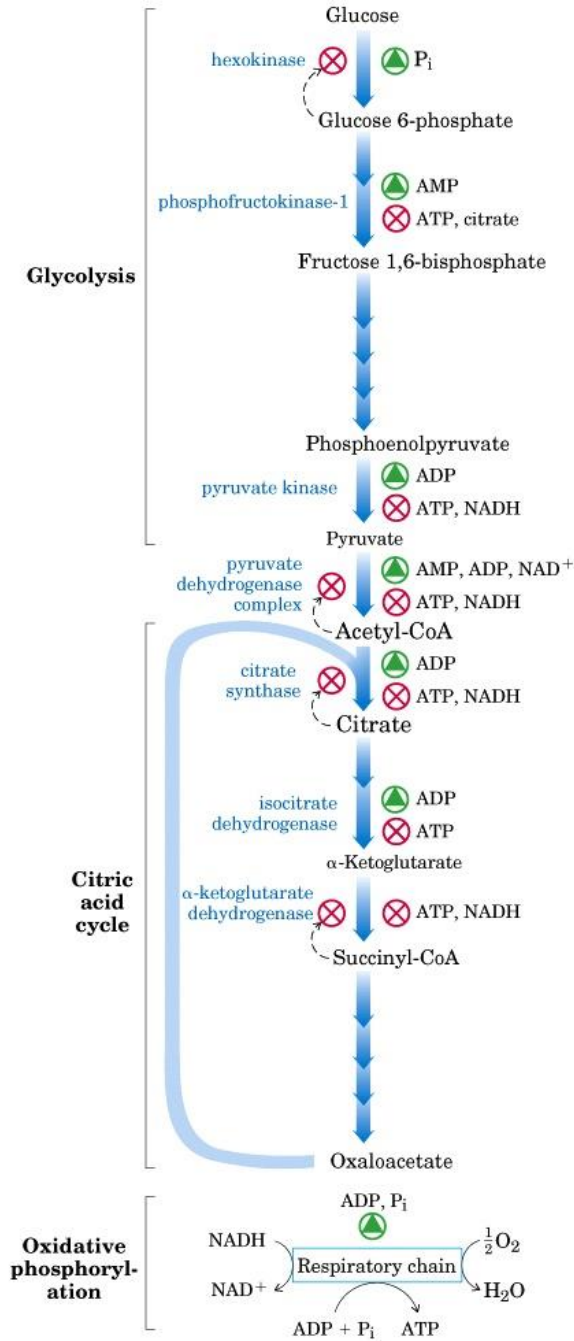 Glucose
hexokinase
Pi
Glucose 6-phosphate
AMP
phosphofructokinase-1
ATP, citrate
Fructose 1,6-bisphosphate
Glycolysis
Phosphoenolpyruvate
ADP
pyruvate kinase
ATP, NADH
Pyruvate
pyruvate
dehydrogenase
complex
AMP, ADP, NAD+
ATP, NADH
Acetyl-CoA
ADP
citrate
synthase
ATP, NADH
Citrate
isocitrate
dehydrogenase
ADP
ATP
α-Ketoglutarate
Citric
acid
cycle
α-ketoglutarate
dehydrogenase
ATP, NADH
Succinyl-CoA
Oxaloacetate
Oxidative
phosphoryl-
ation
ADP, Pi
NADH
½O2
Respiratory chain
NAD+
H2O
ADP + Pi
ATP